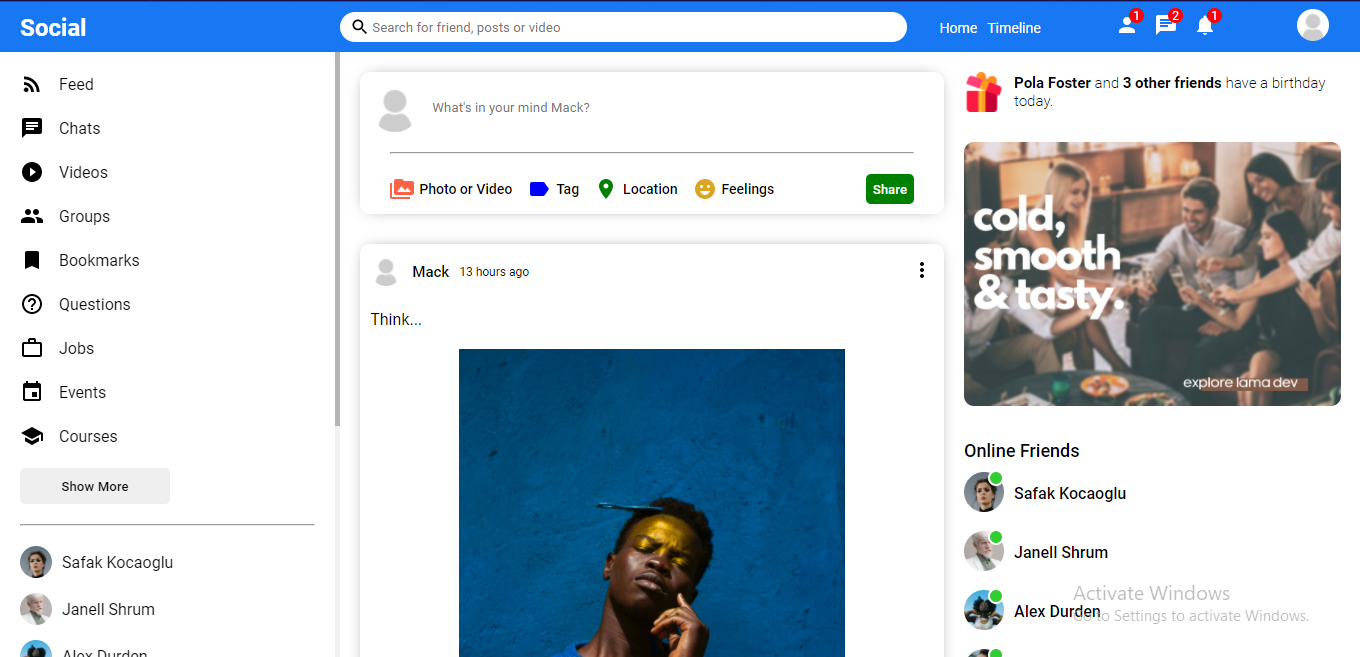 Social
Search for friend, posts or video
Home Timeline
1
2
1
Feed
Chats
Videos
Groups
Bookmarks
Questions
Jobs
Events
Courses
Show More
Safak Kocaoglu
Janell Shrum
Alex Durden
What's in your mind Mack?
Photo or Video
Tag
Location
Feelings
Share
Mack 13 hours ago
Think...
Pola Foster and 3 other friends have a birthday
today.
cold,
smooth
& tasty.
explore lama dev
Online Friends
Safak Kocaoglu
Janell Shrum
Alex Durden
Activate Windows
Go to Settings to activate Windows.